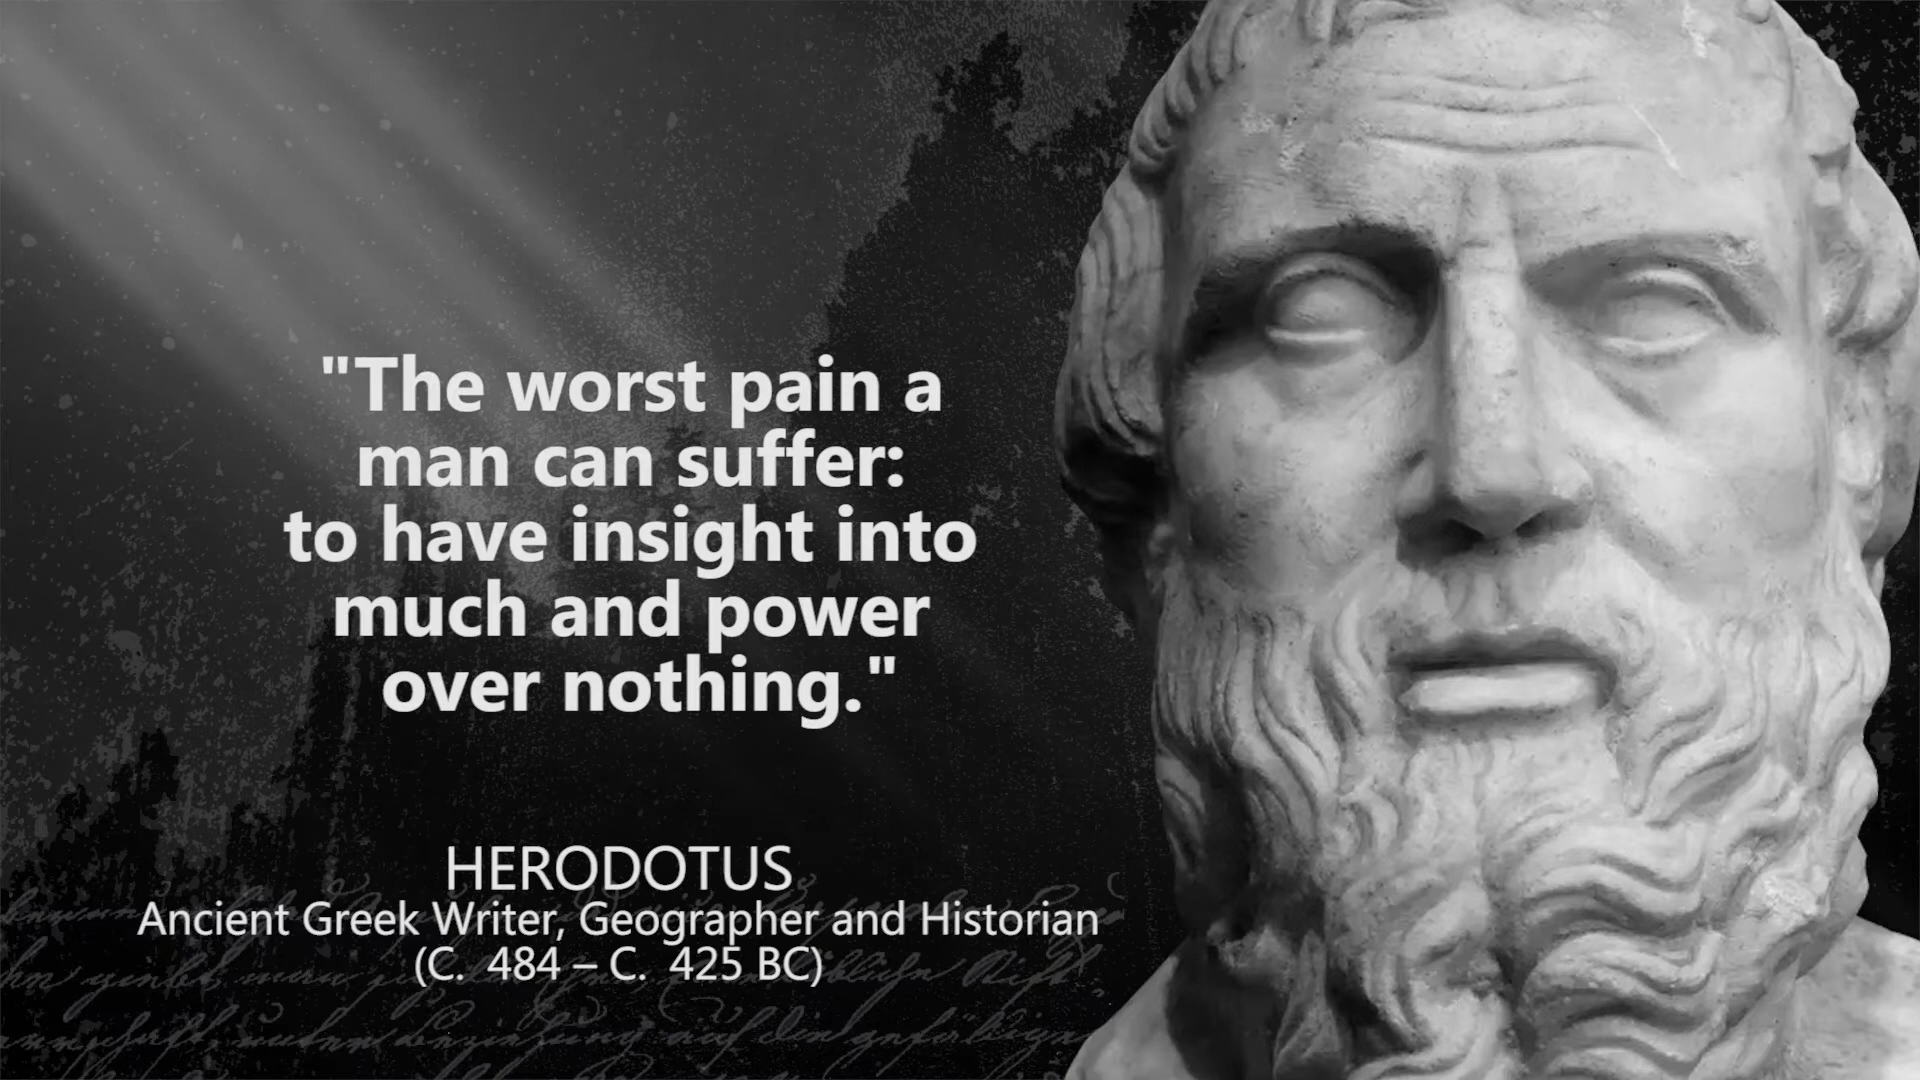 "The worst pain a
man can suffer:
to have insight into
much and power
over nothing."
HERODOTUS
Ancient Greek Writer, Geographer and Historian
(C.  484 – C.  425 BC)